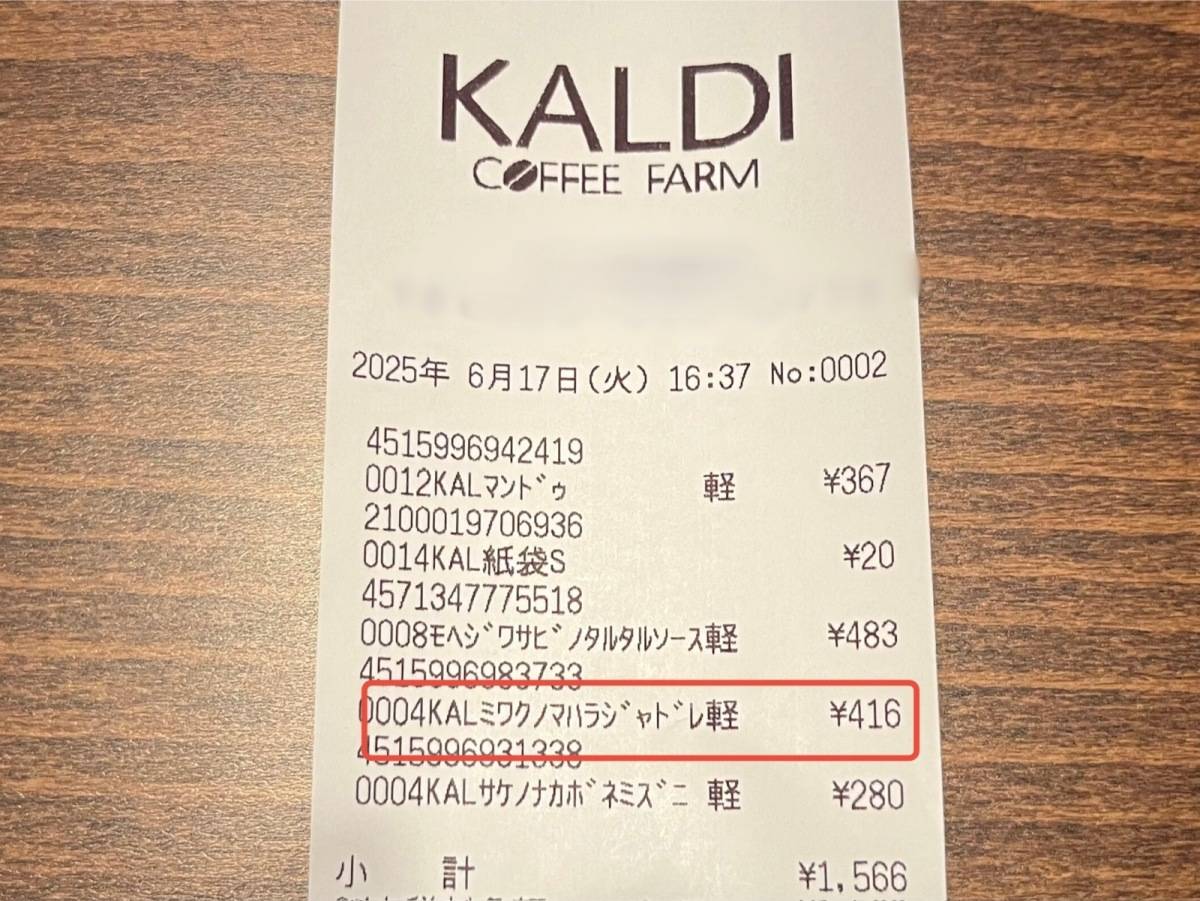 KALDI
COFFEE FARM
2025年 6月17日(火) 16:37 No:0002
4515996942419
0012KALﾏﾝﾄﾞｩ 軽 ¥367
2100019706936
0014KAL紙袋S ¥20
4571347775518
0008ﾓﾍｼﾞﾜｻﾋﾞﾉﾀﾙﾀﾙｿｰｽ軽 ¥483
4515996983733
0004KALﾐﾜｸﾉﾏﾊﾗｼﾞｬﾄﾞﾚ軽 ¥416
4515996931338
0004KALｻｹﾉﾅｶﾎﾞﾈﾐｽﾞﾆ 軽 ¥280
小 計 ¥1,566